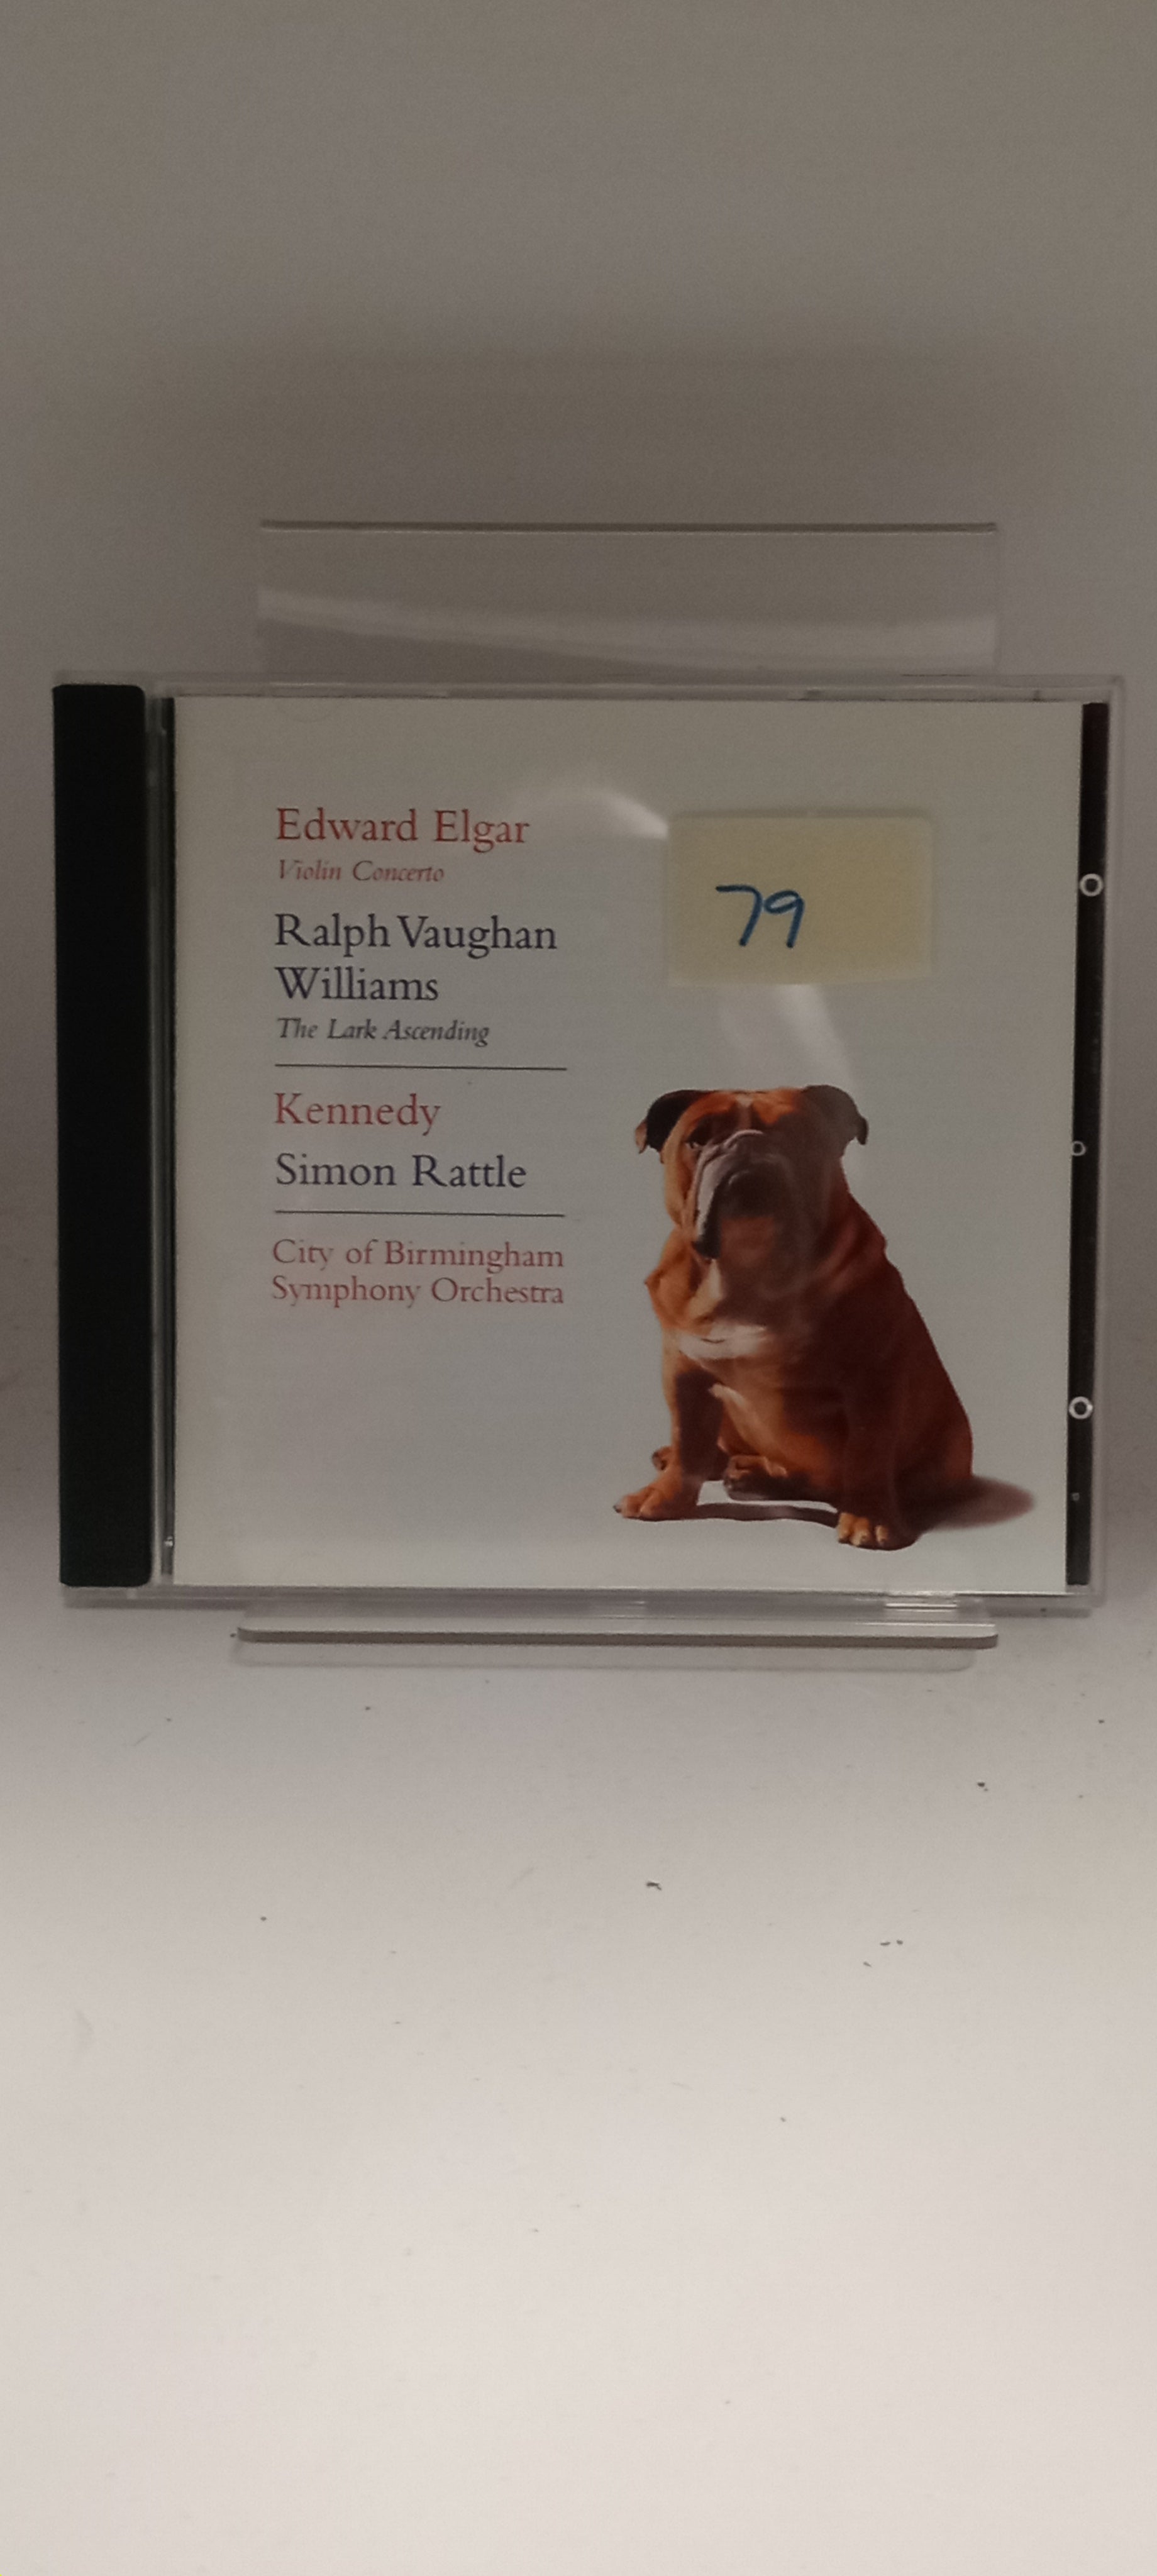 Edward Elgar
Violin Concerto
Ralph Vaughan
Williams
The Lark Ascending
Kennedy
Simon Rattle
City of Birmingham
Symphony Orchestra
79